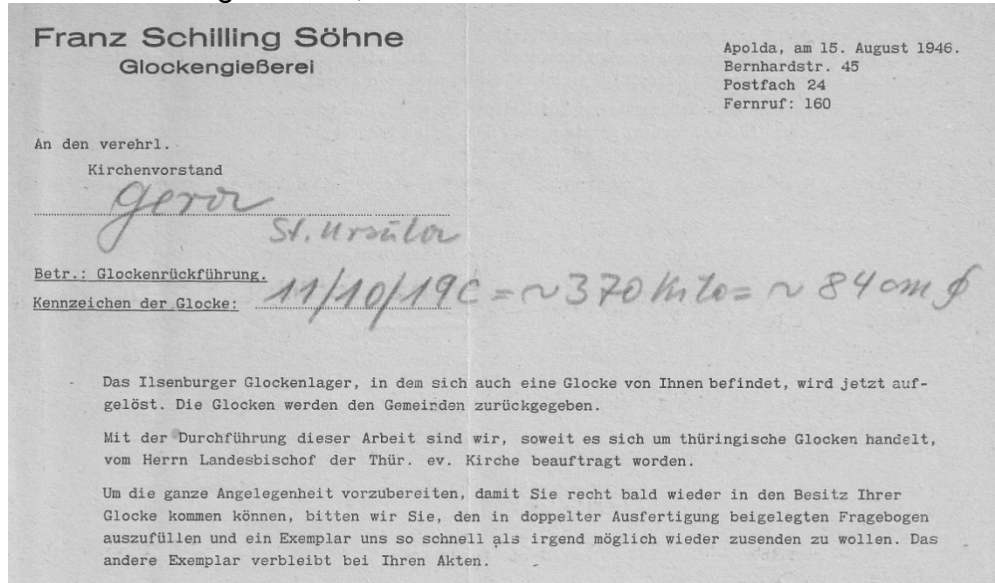 Franz Schilling Söhne
Glockengießerei
Apolda, am 15. August 1946.
Bernhardstr. 45
Postfach 24
Fernruf: 160
An den verehrl.
Kirchenvorstand
Gera
St. Ursula
Betr.: Glockenrückführung.
Kennzeichen der Glocke: 11/10/19C = ~ 370 Kilo = ~ 84 cm ∮
Das Ilsenburger Glockenlager, in dem sich auch eine Glocke von Ihnen befindet, wird jetzt auf-
gelöst. Die Glocken werden den Gemeinden zurückgegeben.
Mit der Durchführung dieser Arbeit sind wir, soweit es sich um thüringische Glocken handelt,
vom Herrn Landesbischof der Thür. ev. Kirche beauftragt worden.
Um die ganze Angelegenheit vorzubereiten, damit Sie recht bald wieder in den Besitz Ihrer
Glocke kommen können, bitten wir Sie, den in doppelter Ausfertigung beigelegten Fragebogen
auszufüllen und ein Exemplar uns so schnell als irgend möglich wieder zusenden zu wollen. Das
andere Exemplar verbleibt bei Ihren Akten.